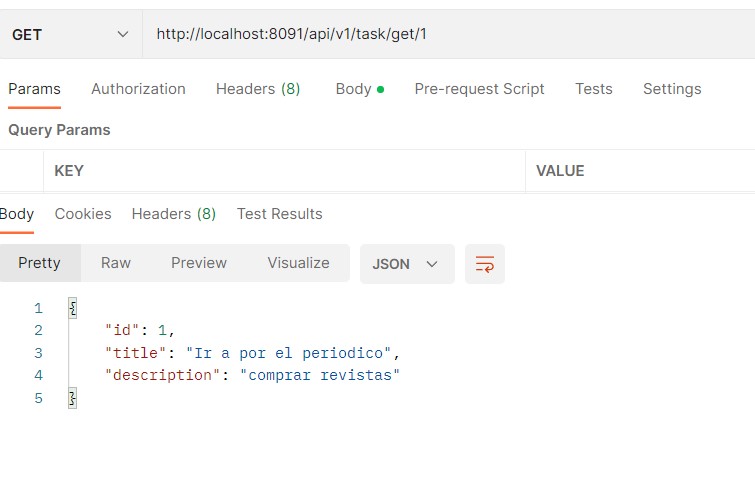 GET http://localhost:8091/api/v1/task/get/1
Params Authorization Headers (8) Body Pre-request Script Tests Settings
Query Params
KEY VALUE
Body Cookies Headers (8) Test Results
Pretty Raw Preview Visualize JSON
1 {
2 "id": 1,
3 "title": "Ir a por el periodico",
4 "description": "comprar revistas"
5 }